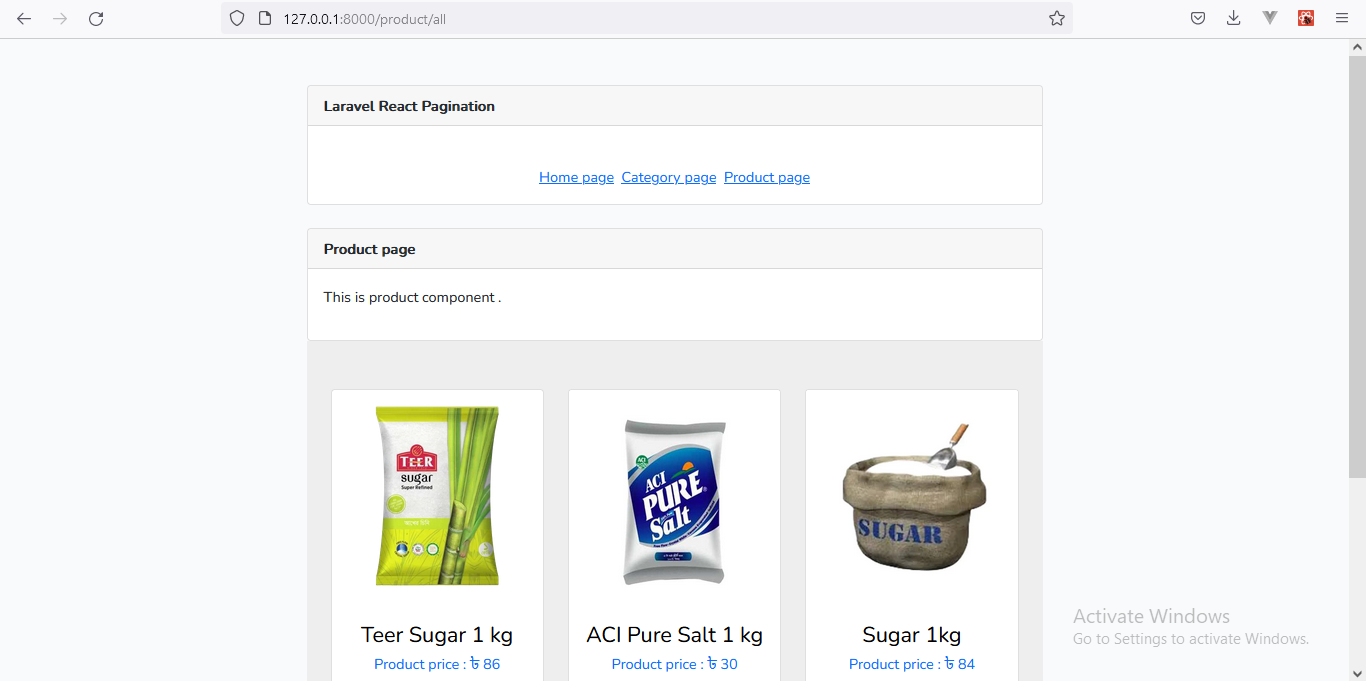 127.0.0.1:8000/product/all
Laravel React Pagination
Home page Category page Product page
Product page
This is product component .
TEER
sugar
Super Refined
ACI
ACI
PURE
Salt
SUGAR
Teer Sugar 1 kg
ACI Pure Salt 1 kg
Sugar 1kg
Product price : ৳ 86
Product price : ৳ 30
Product price : ৳ 84
Activate Windows
Go to Settings to activate Windows.